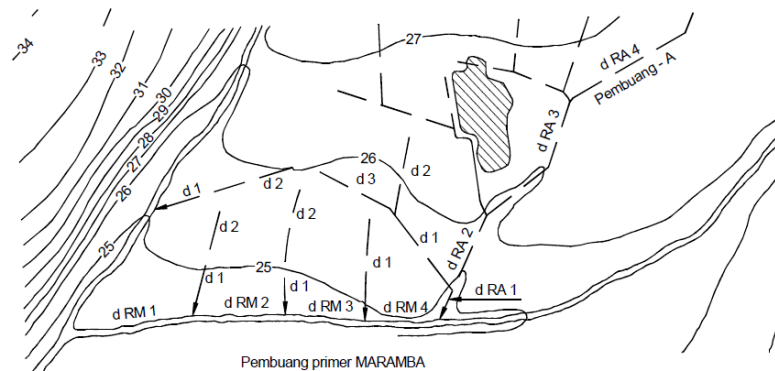 34
33
32
31
30
29
28
27
26
25
27
26
25
d RA 4
Pembuang - A
d RA 3
d 1
d 2
d 3
d 2
d 2
d 2
d 1
d RA 2
d 1
d 1
d 1
d RA 1
d RM 1
d RM 2
d RM 3
d RM 4
Pembuang primer MARAMBA